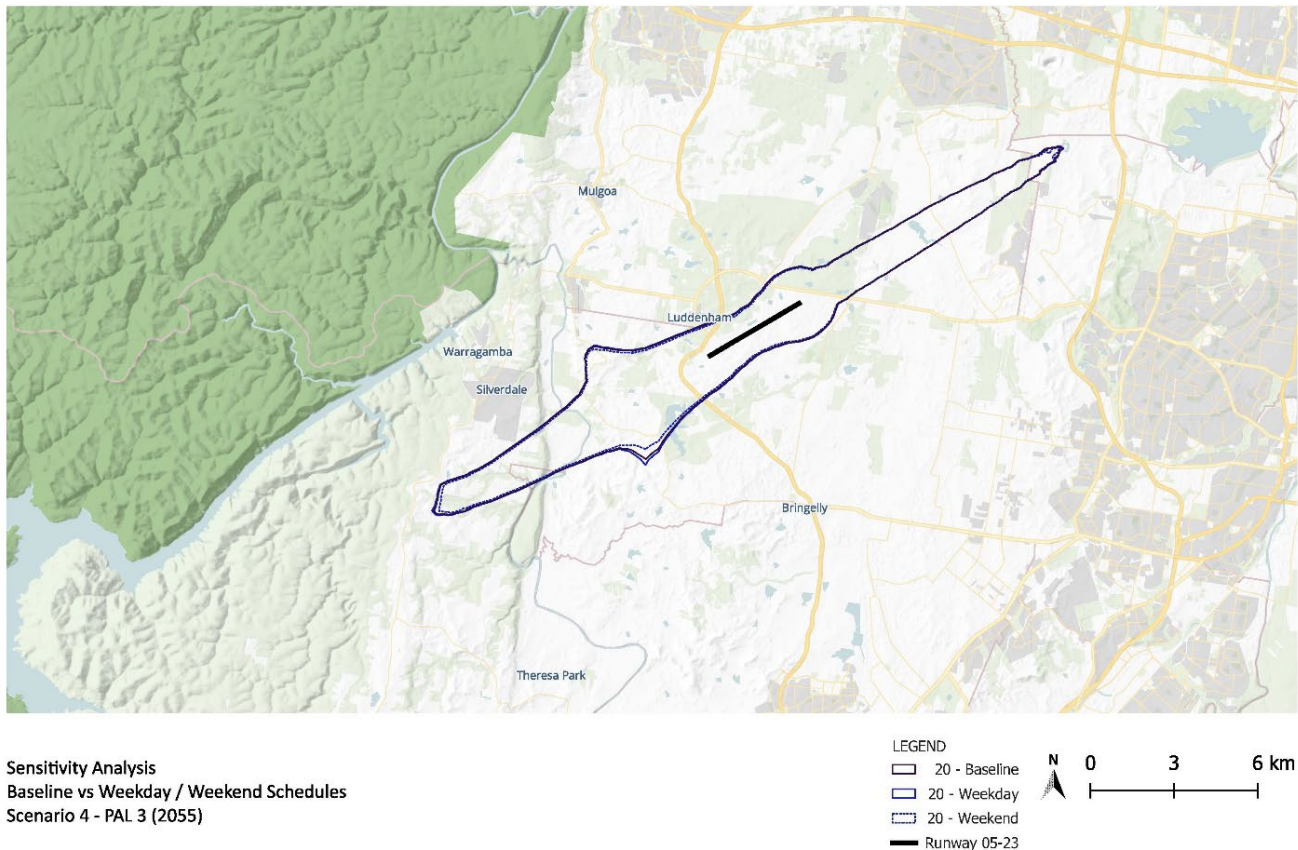 Mulgoa
Luddenham
Warragamba
Silverdale
Bringelly
Theresa Park
Sensitivity Analysis
Baseline vs Weekday / Weekend Schedules
Scenario 4 - PAL 3 (2055)
LEGEND
20 - Baseline
20 - Weekday
20 - Weekend
Runway 05-23
N
0 3 6 km